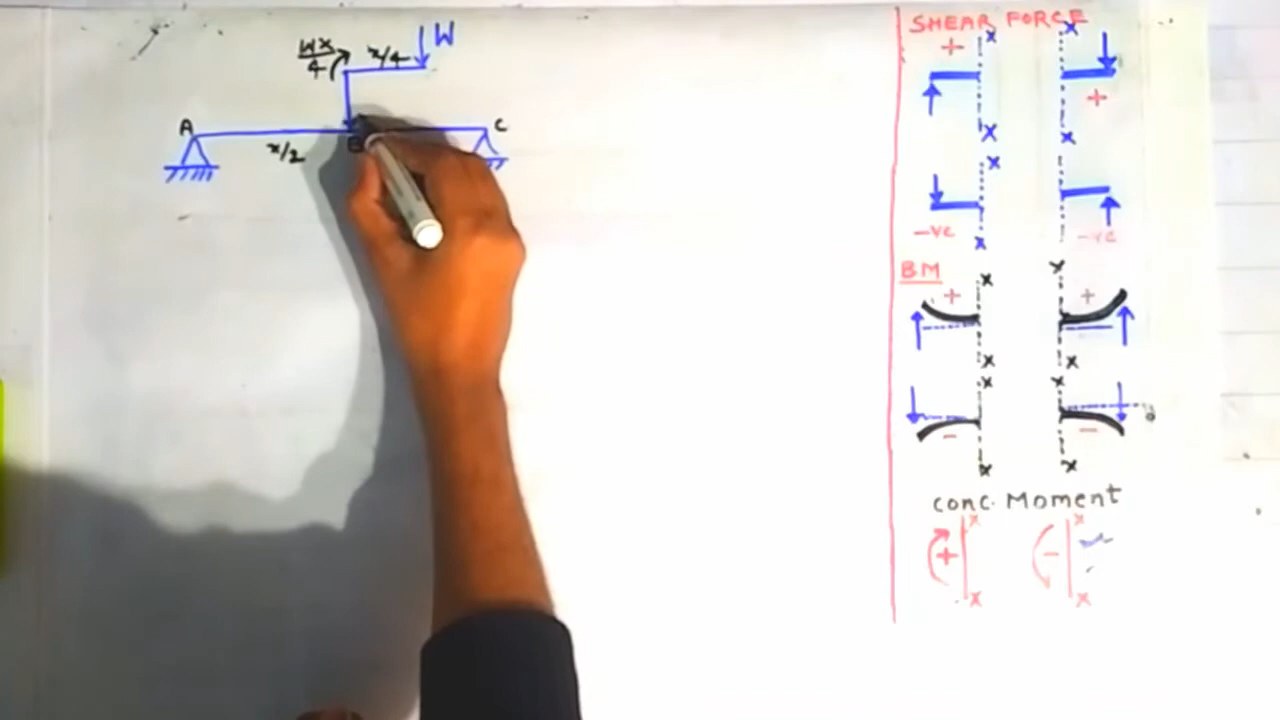 W
Wx/4
x/4
A
B
C
x/2
SHEAR FORCE
x
x
+
+
x
x
x
-ve
-ve
x
BM
x
x
+
+
x
x
x
x
-
-
x
x
conc. Moment
x
x
+
-
x
x